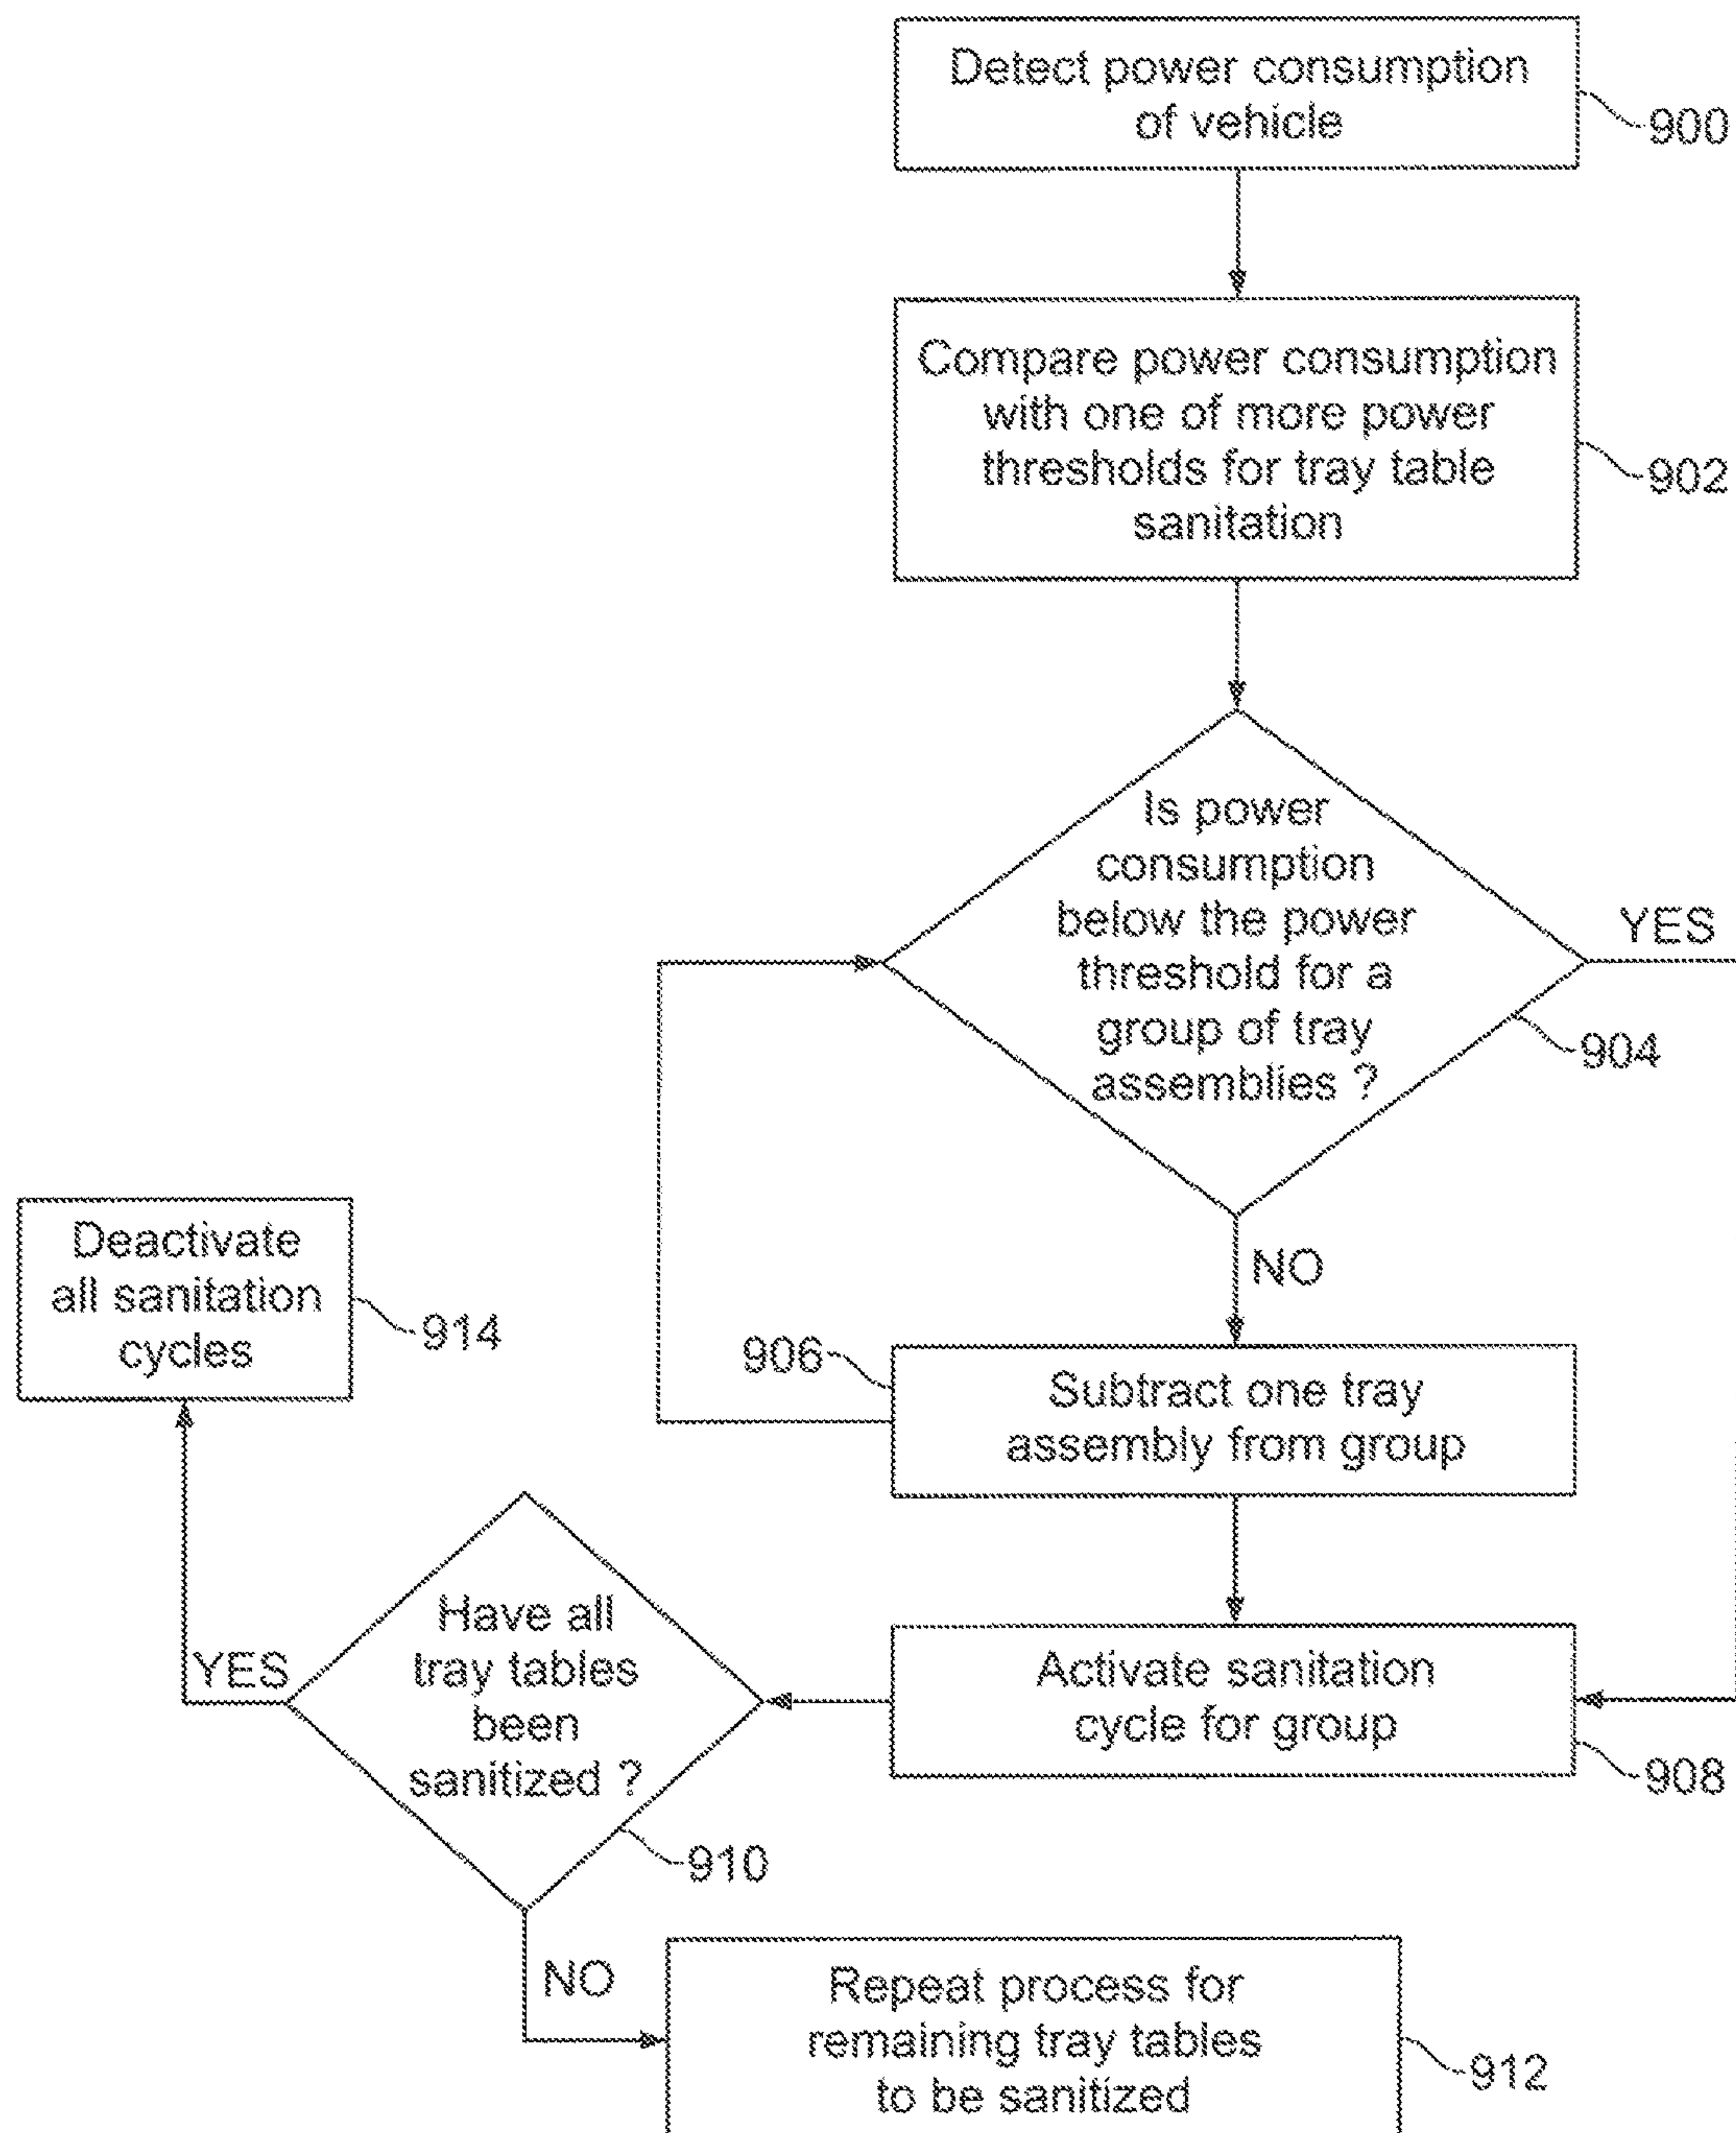 Detect power consumption
of vehicle
900
Compare power consumption
with one of more power
thresholds for tray table
sanitation
902
Is power
consumption
below the power
threshold for a
group of tray
assemblies ?
YES
904
NO
Deactivate
all sanitation
cycles
914
906
Subtract one tray
assembly from group
Have all
tray tables
been
sanitized ?
YES
Activate sanitation
cycle for group
908
910
NO
Repeat process for
remaining tray tables
to be sanitized
912